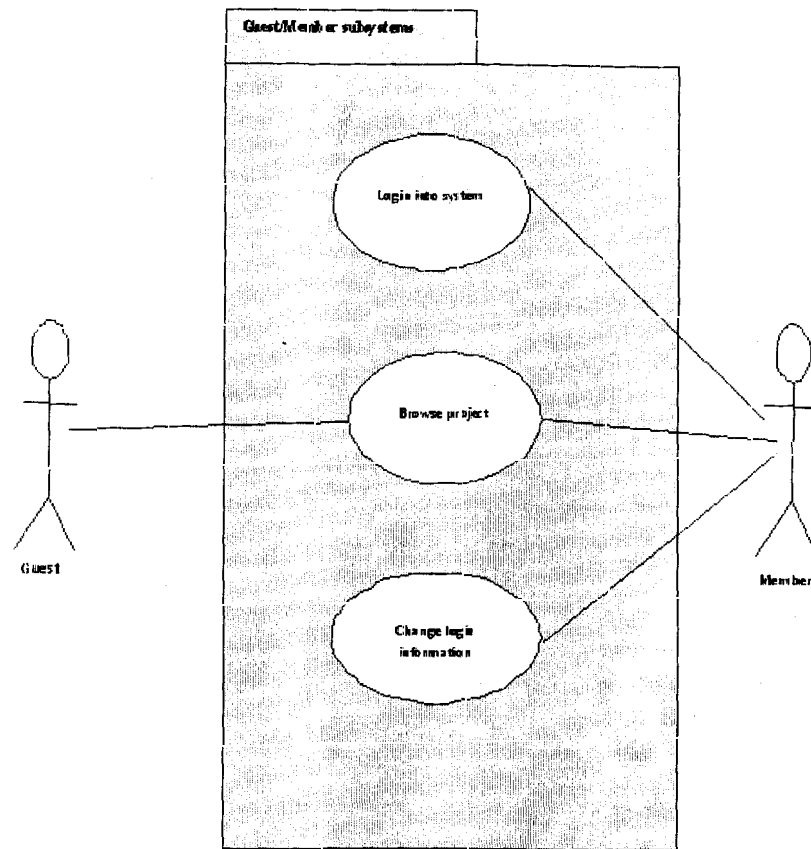 Guest/Member subsystems
Login into system
Browse project
Change login
information
Guest
Member